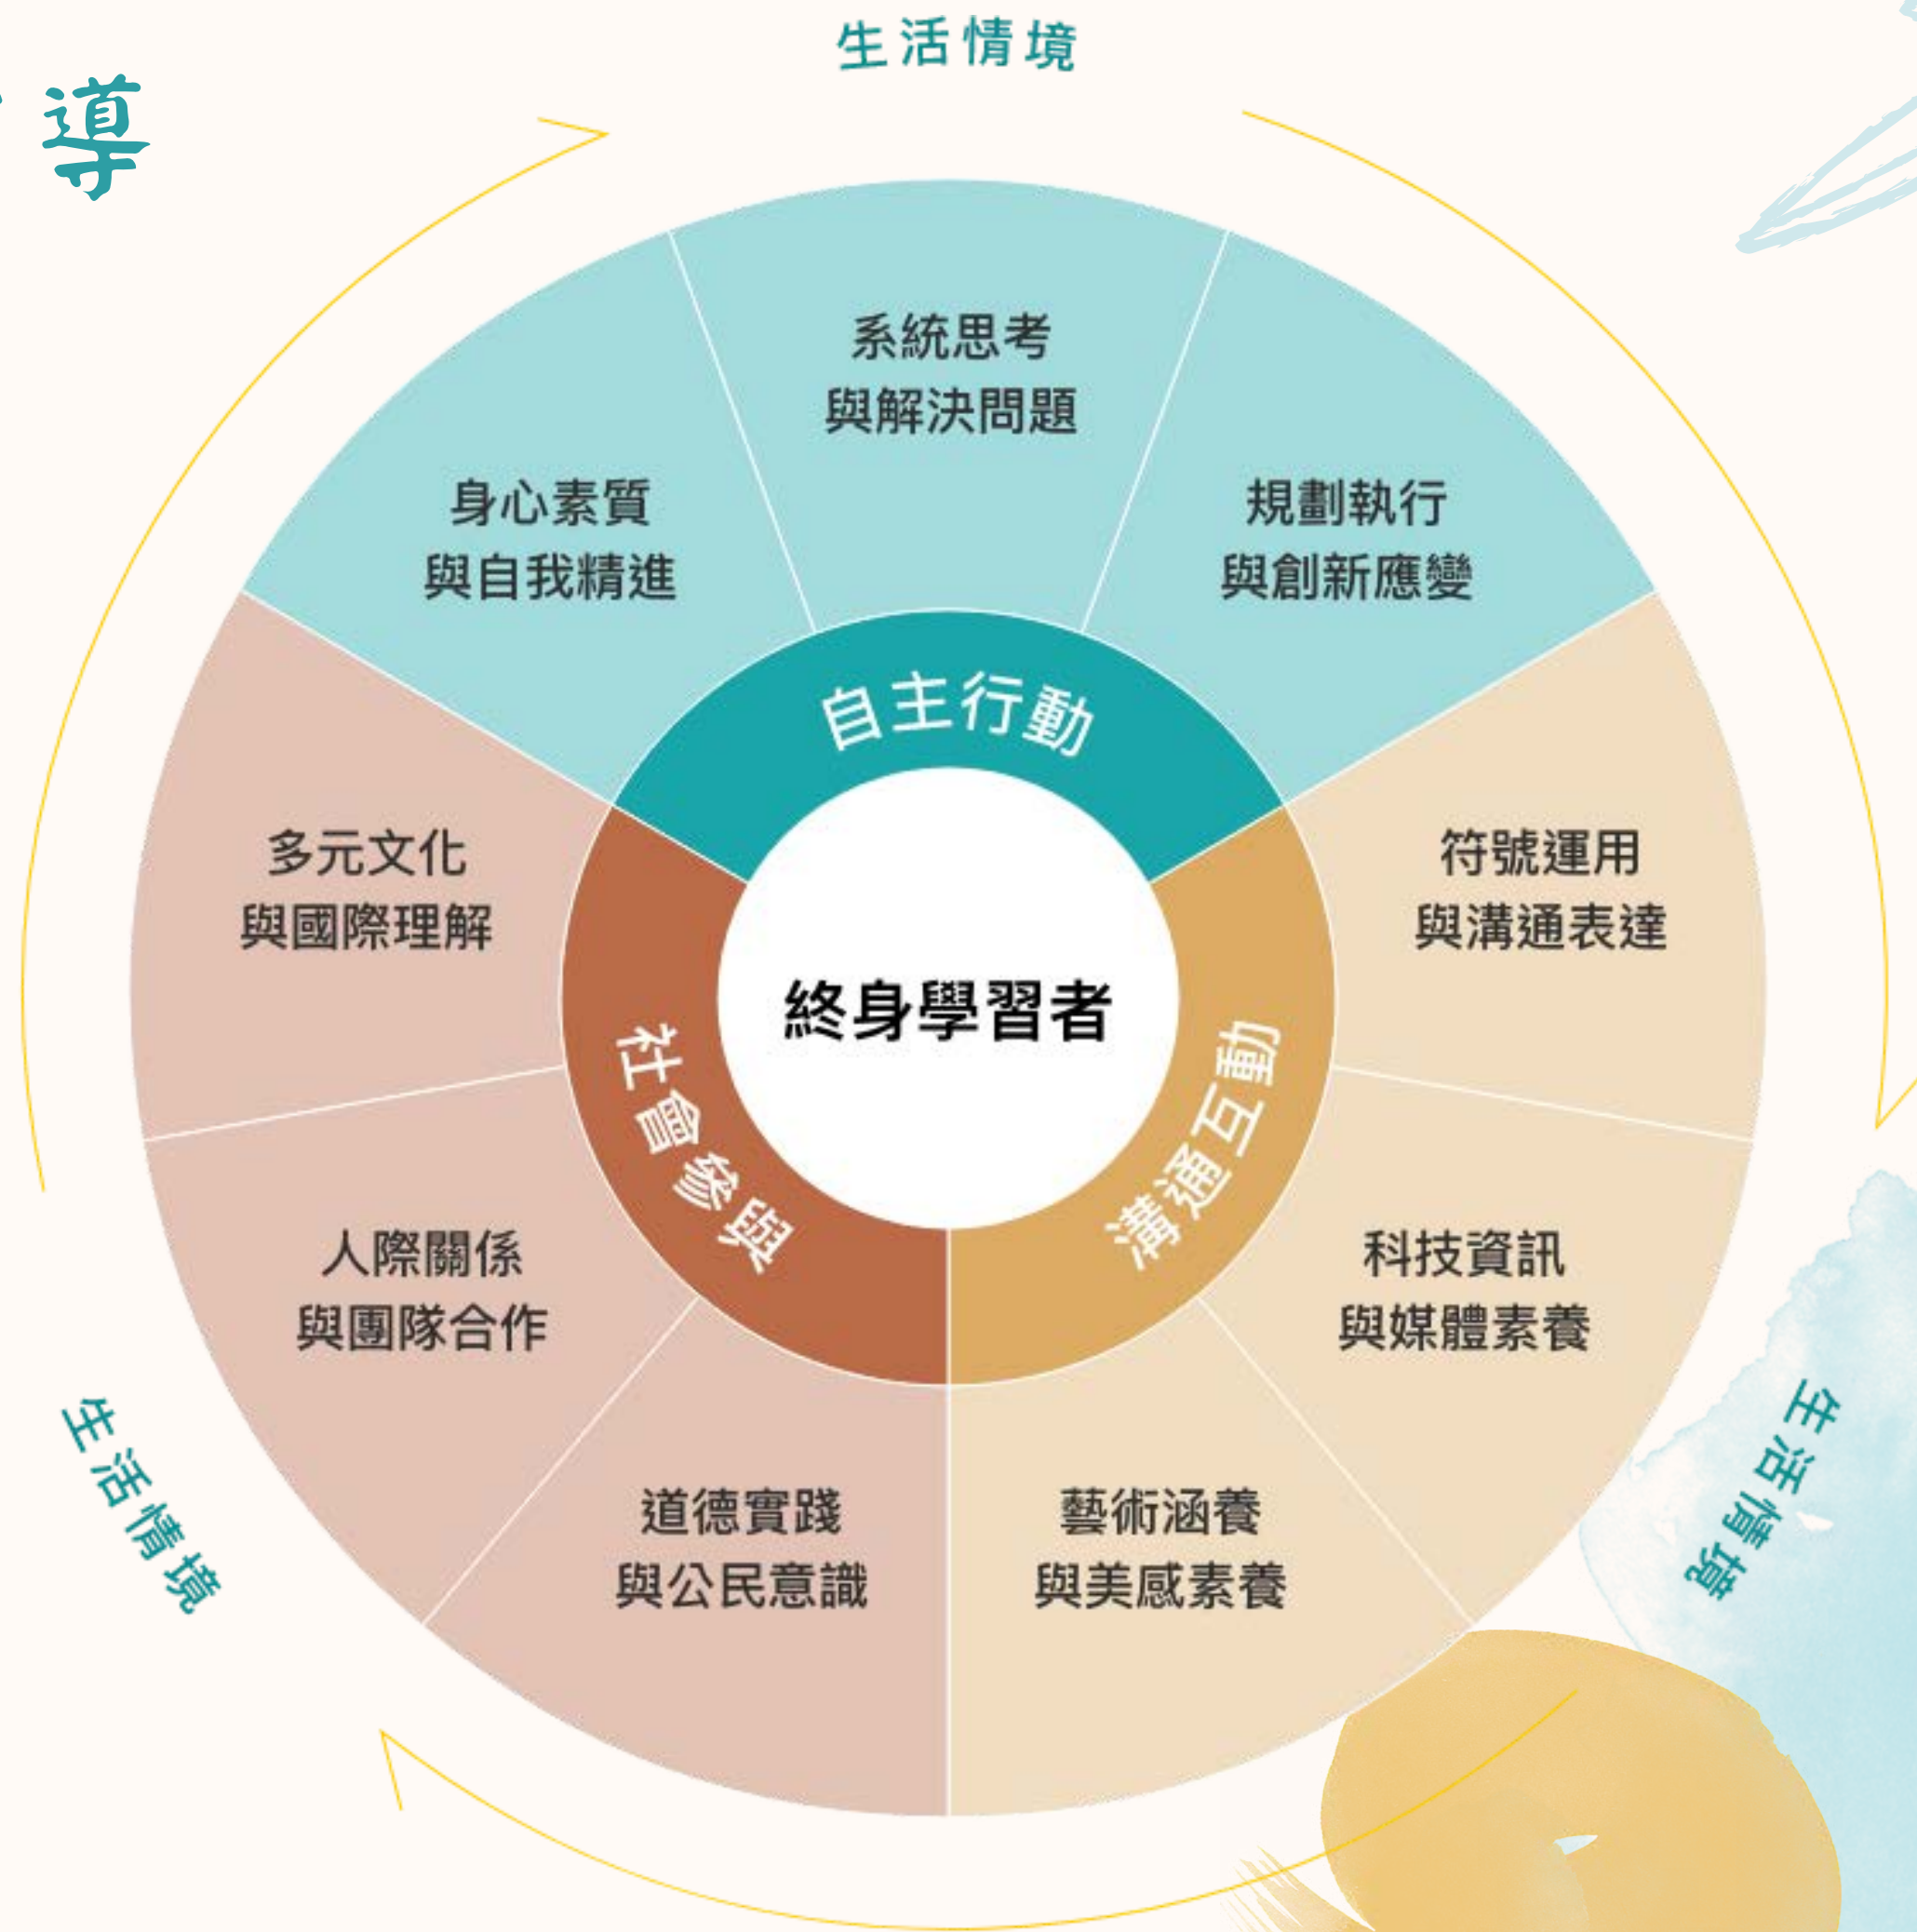 生活情境
導
系統思考
與解決問題
身心素質
與自我精進
規劃執行
與創新應變
自主行動
多元文化
與國際理解
符號運用
與溝通表達
終身學習者
社會參與
溝通互動
人際關係
與團隊合作
科技資訊
與媒體素養
道德實踐
與公民意識
藝術涵養
與美感素養
生活情境
生活情境